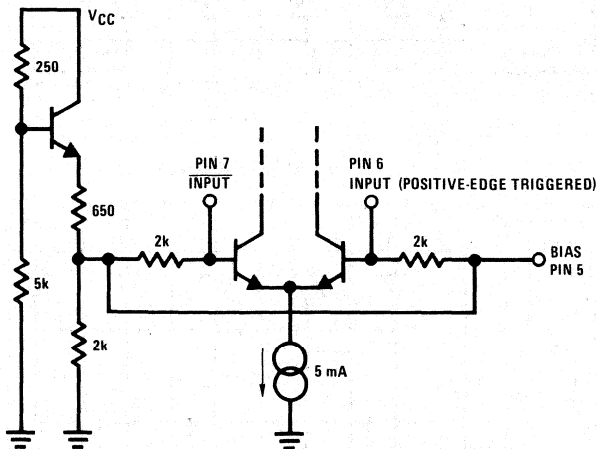 VCC
250
PIN 7
INPUT
PIN 6
INPUT (POSITIVE-EDGE TRIGGERED)
650
2k
2k
BIAS
PIN 5
5k
2k
5 mA